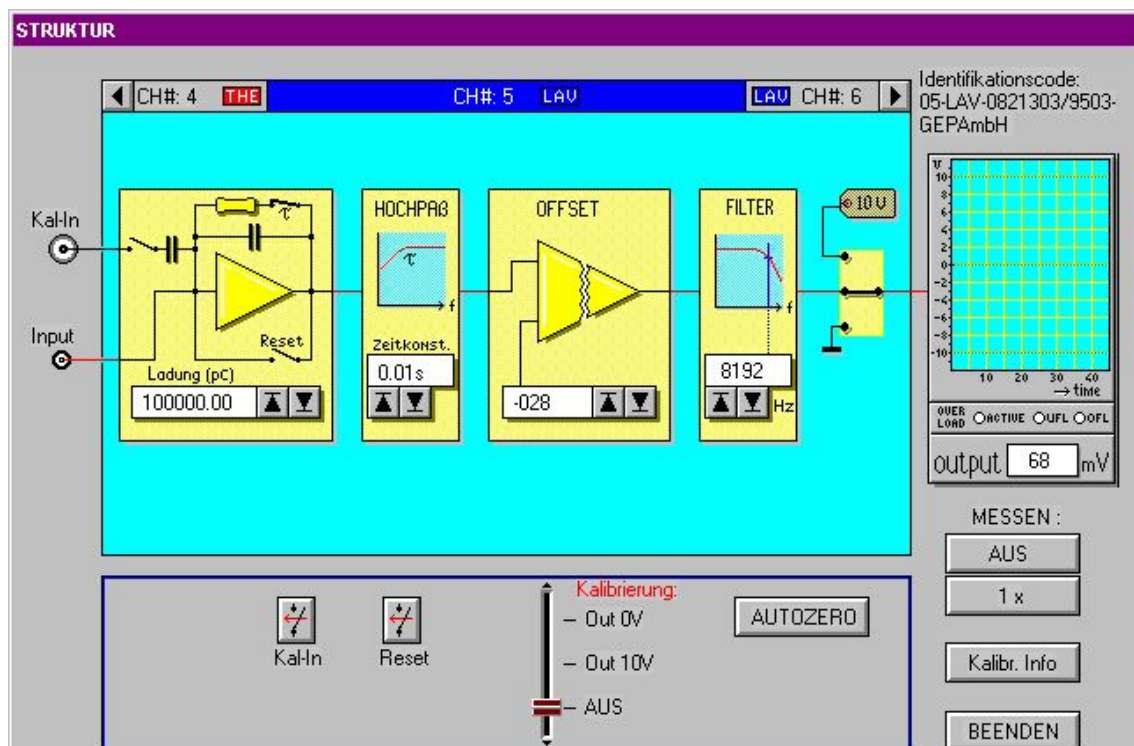 STRUKTUR
CH#: 4 THE
CH#: 5 LAV
LAV CH#: 6
Identifikationscode:
05-LAV-0821303/9503-
GEPAmbH
Kal-In
Input
τ
Reset
Ladung (pC)
100000.00
HOCHPAß
τ
f
Zeitkonst.
0.01s
OFFSET
-028
FILTER
f
8192
Hz
10 V
V
10
8
6
4
2
0
-2
-4
-6
-8
-10
10 20 30 40
→ time
OVER LOAD ACTIVE UFL OFL
output 68 mV
MESSEN :
AUS
1 x
Kalibr. Info
BEENDEN
Kal-In
Reset
Kalibrierung:
Out 0V
Out 10V
AUS
AUTOZERO